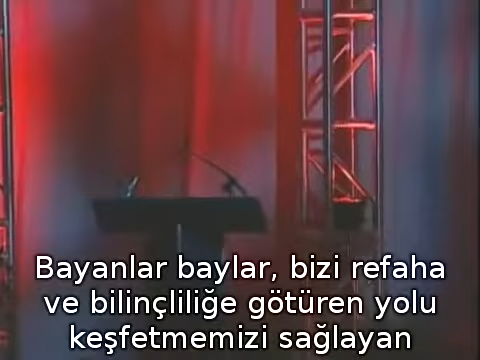 Bayanlar baylar, bizi refaha
ve bilinçliliğe götüren yolu
keşfetmemizi sağlayan